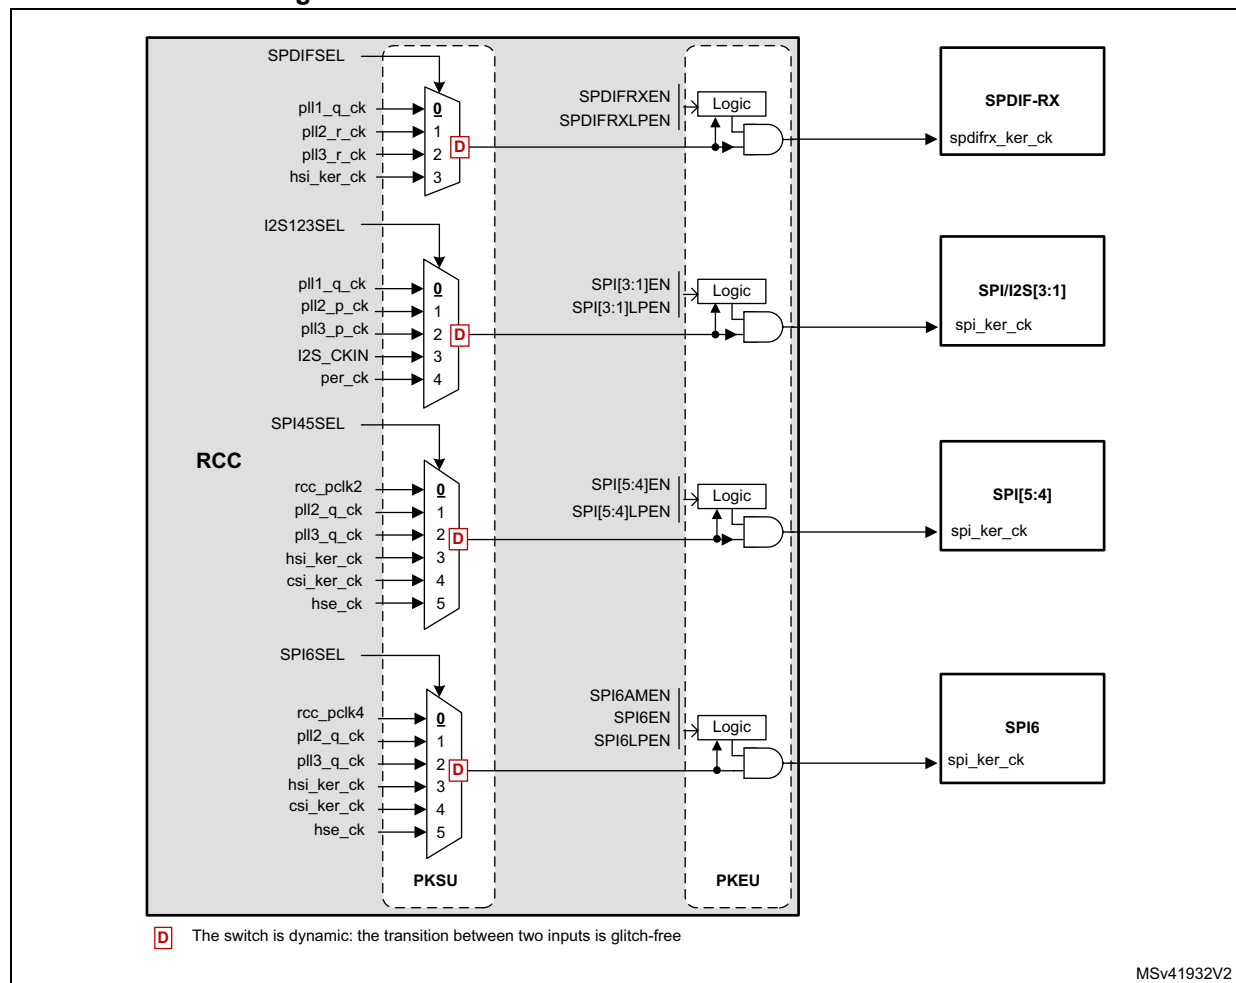 g
SPDIFSEL
pll1_q_ck
pll2_r_ck
pll3_r_ck
hsi_ker_ck
0
1
2
3
D
SPDIFRXEN
SPDIFRXLPEN
Logic
SPDIF-RX
spdifrx_ker_ck
I2S123SEL
pll1_q_ck
pll2_p_ck
pll3_p_ck
I2S_CKIN
per_ck
0
1
2
3
4
D
SPI[3:1]EN
SPI[3:1]LPEN
Logic
SPI/I2S[3:1]
spi_ker_ck
SPI45SEL
RCC
rcc_pclk2
pll2_q_ck
pll3_q_ck
hsi_ker_ck
csi_ker_ck
hse_ck
0
1
2
3
4
5
D
SPI[5:4]EN
SPI[5:4]LPEN
Logic
SPI[5:4]
spi_ker_ck
SPI6SEL
rcc_pclk4
pll2_q_ck
pll3_q_ck
hsi_ker_ck
csi_ker_ck
hse_ck
0
1
2
3
4
5
D
SPI6AMEN
SPI6EN
SPI6LPEN
Logic
SPI6
spi_ker_ck
PKSU
PKEU
D The switch is dynamic: the transition between two inputs is glitch-free
MSv41932V2